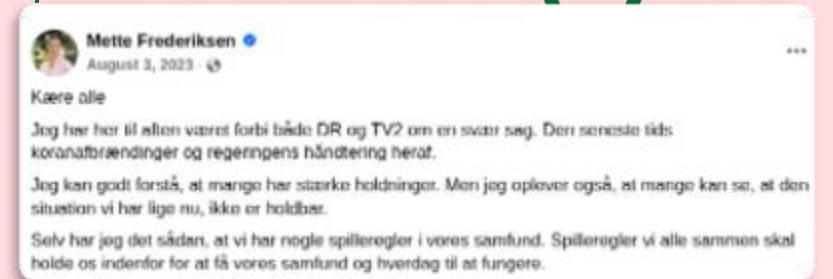 Mette Frederiksen
August 3, 2023 ·
Kære alle
Jeg har her til aften været forbi både DR og TV2 om en svær sag. Den seneste tids
koranafbrændinger og regeringens håndtering heraf.
Jeg kan godt forstå, at mange har stærke holdninger. Men jeg oplever også, at mange kan se, at den
situation vi har lige nu, ikke er holdbar.
Selv har jeg det sådan, at vi har nogle spilleregler i vores samfund. Spilleregler vi alle sammen skal
holde os indenfor for at få vores samfund og hverdag til at fungere.